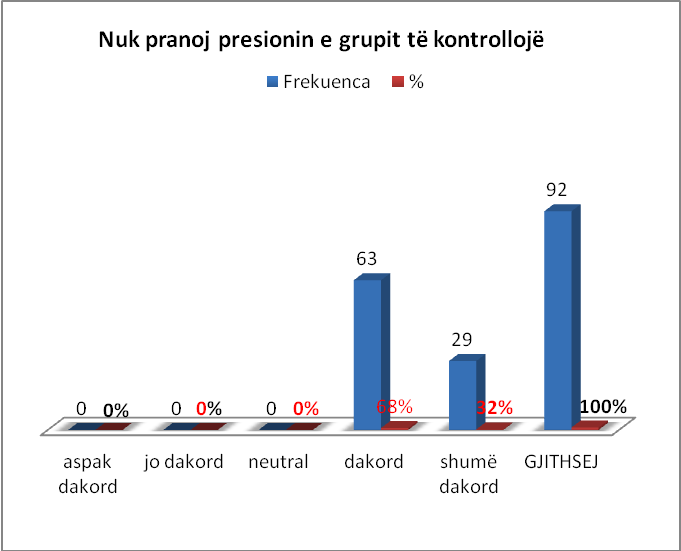 Nuk pranoj presionin e grupit të kontrollojë
Frekuenca %
92
63
29
0 0% 0 0% 0 0% 68% 32% 100%
aspak dakord jo dakord neutral dakord shumë dakord GJITHSEJ